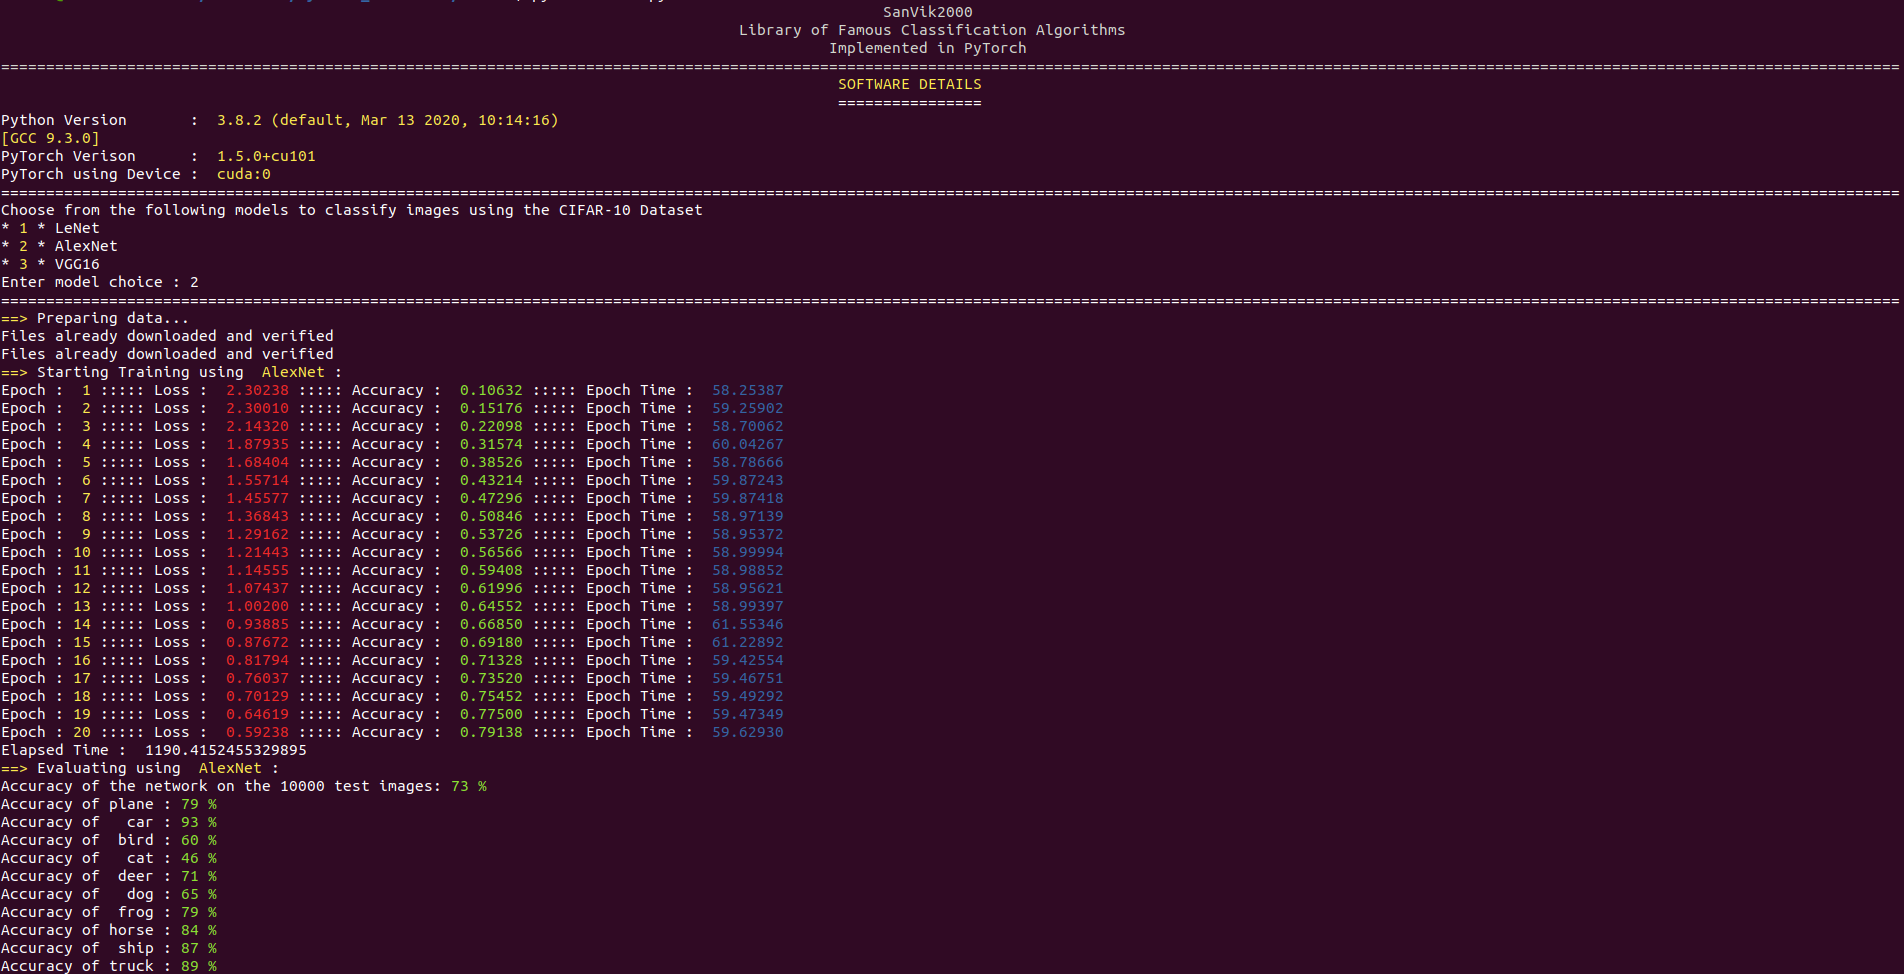 SanVik2000
Library of Famous Classification Algorithms
Implemented in PyTorch
SOFTWARE DETAILS
================
Python Version       :  3.8.2 (default, Mar 13 2020, 10:14:16)
[GCC 9.3.0]
PyTorch Verison      :  1.5.0+cu101
PyTorch using Device :  cuda:0
Choose from the following models to classify images using the CIFAR-10 Dataset
* 1 * LeNet
* 2 * AlexNet
* 3 * VGG16
Enter model choice : 2
==> Preparing data...
Files already downloaded and verified
Files already downloaded and verified
==> Starting Training using  AlexNet :
Epoch :  1 ::::: Loss :  2.30238 ::::: Accuracy :  0.10632 ::::: Epoch Time :  58.25387
Epoch :  2 ::::: Loss :  2.30010 ::::: Accuracy :  0.15176 ::::: Epoch Time :  59.25902
Epoch :  3 ::::: Loss :  2.14320 ::::: Accuracy :  0.22098 ::::: Epoch Time :  58.70062
Epoch :  4 ::::: Loss :  1.87935 ::::: Accuracy :  0.31574 ::::: Epoch Time :  60.04267
Epoch :  5 ::::: Loss :  1.68404 ::::: Accuracy :  0.38526 ::::: Epoch Time :  58.78666
Epoch :  6 ::::: Loss :  1.55714 ::::: Accuracy :  0.43214 ::::: Epoch Time :  59.87243
Epoch :  7 ::::: Loss :  1.45577 ::::: Accuracy :  0.47296 ::::: Epoch Time :  59.87418
Epoch :  8 ::::: Loss :  1.36843 ::::: Accuracy :  0.50846 ::::: Epoch Time :  58.97139
Epoch :  9 ::::: Loss :  1.29162 ::::: Accuracy :  0.53726 ::::: Epoch Time :  58.95372
Epoch : 10 ::::: Loss :  1.21443 ::::: Accuracy :  0.56566 ::::: Epoch Time :  58.99994
Epoch : 11 ::::: Loss :  1.14555 ::::: Accuracy :  0.59408 ::::: Epoch Time :  58.98852
Epoch : 12 ::::: Loss :  1.07437 ::::: Accuracy :  0.61996 ::::: Epoch Time :  58.95621
Epoch : 13 ::::: Loss :  1.00200 ::::: Accuracy :  0.64552 ::::: Epoch Time :  58.99397
Epoch : 14 ::::: Loss :  0.93885 ::::: Accuracy :  0.66850 ::::: Epoch Time :  61.55346
Epoch : 15 ::::: Loss :  0.87672 ::::: Accuracy :  0.69180 ::::: Epoch Time :  61.22892
Epoch : 16 ::::: Loss :  0.81794 ::::: Accuracy :  0.71328 ::::: Epoch Time :  59.42554
Epoch : 17 ::::: Loss :  0.76037 ::::: Accuracy :  0.73520 ::::: Epoch Time :  59.46751
Epoch : 18 ::::: Loss :  0.70129 ::::: Accuracy :  0.75452 ::::: Epoch Time :  59.49292
Epoch : 19 ::::: Loss :  0.64619 ::::: Accuracy :  0.77500 ::::: Epoch Time :  59.47349
Epoch : 20 ::::: Loss :  0.59238 ::::: Accuracy :  0.79138 ::::: Epoch Time :  59.62930
Elapsed Time :  1190.4152455329895
==> Evaluating using  AlexNet :
Accuracy of the network on the 10000 test images: 73 %
Accuracy of plane : 79 %
Accuracy of   car : 93 %
Accuracy of  bird : 60 %
Accuracy of   cat : 46 %
Accuracy of  deer : 71 %
Accuracy of   dog : 65 %
Accuracy of  frog : 79 %
Accuracy of horse : 84 %
Accuracy of  ship : 87 %
Accuracy of truck : 89 %